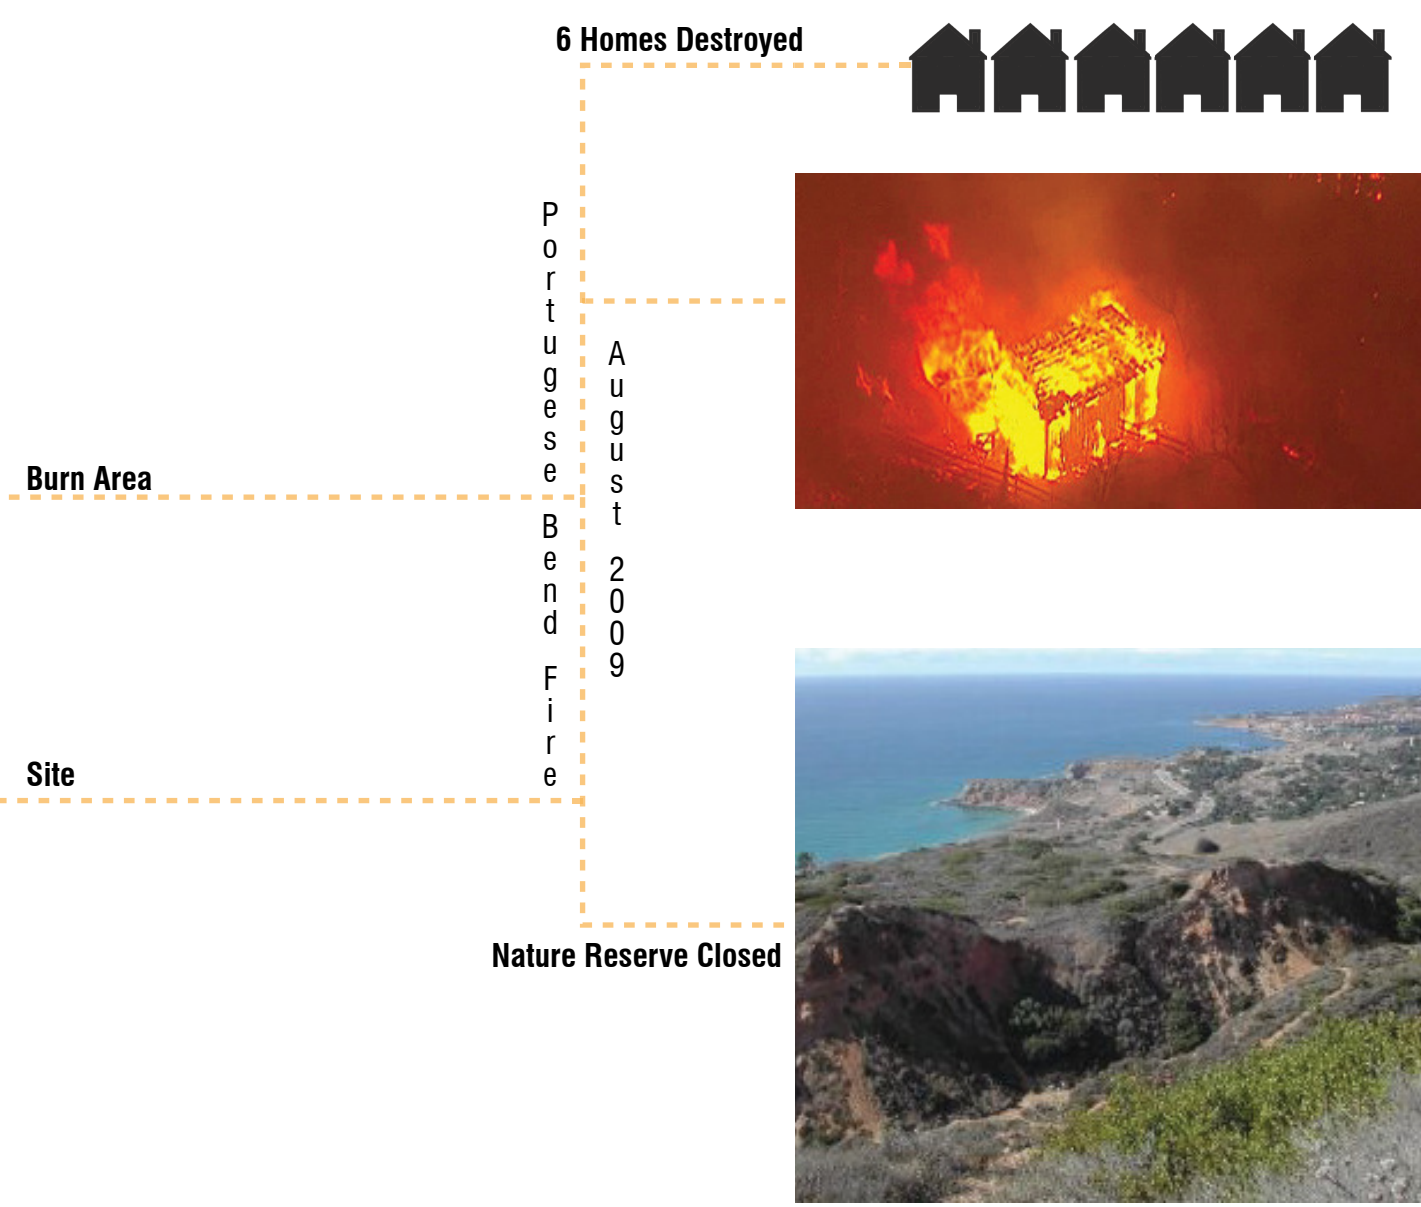 6 Homes Destroyed
Portugese Bend Fire
August 2009
Burn Area
Site
Nature Reserve Closed